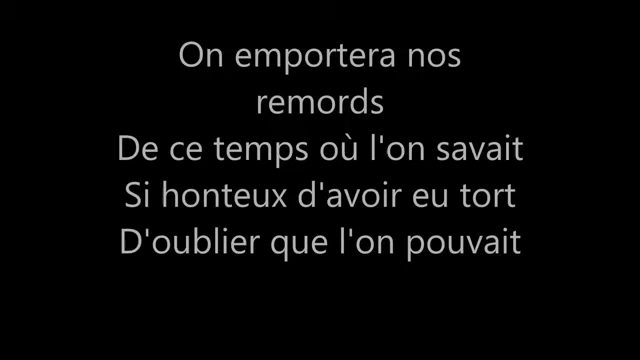 On emportera nos
remords
De ce temps où l'on savait
Si honteux d'avoir eu tort
D'oublier que l'on pouvait